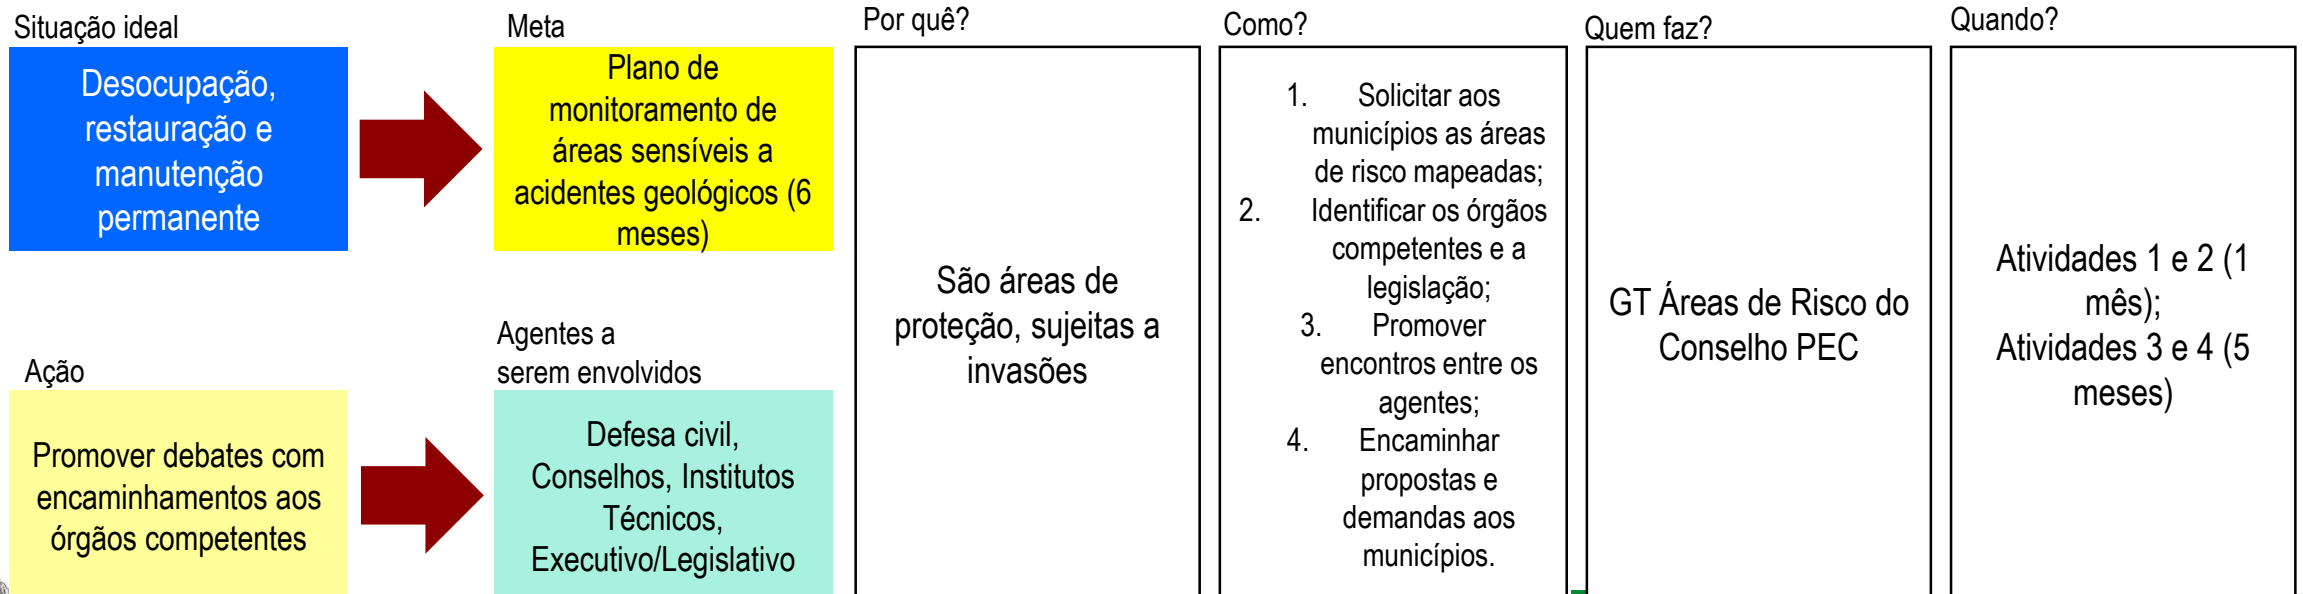 Situação ideal
Desocupação,
restauração e
manutenção
permanente
Meta
Plano de
monitoramento de
áreas sensíveis a
acidentes geológicos (6
meses)
Ação
Promover debates com
encaminhamentos aos
órgãos competentes
Agentes a
serem envolvidos
Defesa civil,
Conselhos, Institutos
Técnicos,
Executivo/Legislativo
Por quê?
São áreas de
proteção, sujeitas a
invasões
Como?
1. Solicitar aos
municípios as áreas
de risco mapeadas;
2. Identificar os órgãos
competentes e a
legislação;
3. Promover
encontros entre os
agentes;
4. Encaminhar
propostas e
demandas aos
municípios.
Quem faz?
GT Áreas de Risco do
Conselho PEC
Quando?
Atividades 1 e 2 (1
mês);
Atividades 3 e 4 (5
meses)